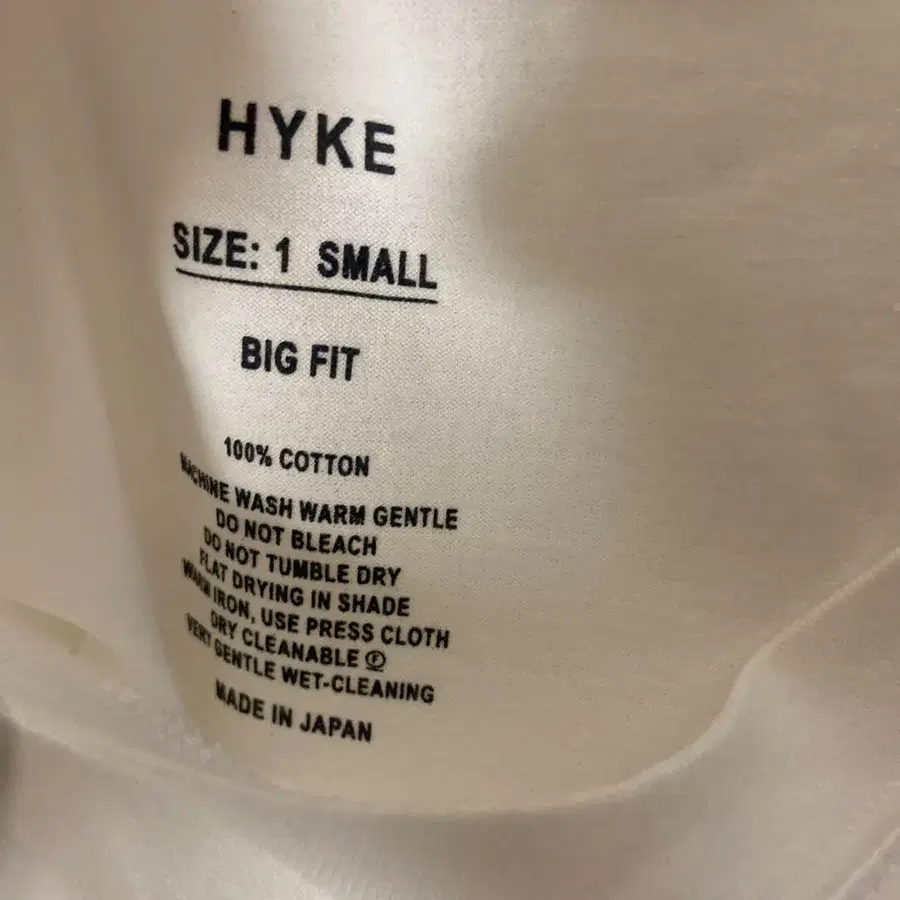 HYKE
SIZE: 1 SMALL
BIG FIT
100% COTTON
MACHINE WASH WARM GENTLE
DO NOT BLEACH
DO NOT TUMBLE DRY
FLAT DRYING IN SHADE
WARM IRON, USE PRESS CLOTH
DRY CLEANABLE Ⓕ
VERY GENTLE WET-CLEANING
MADE IN JAPAN